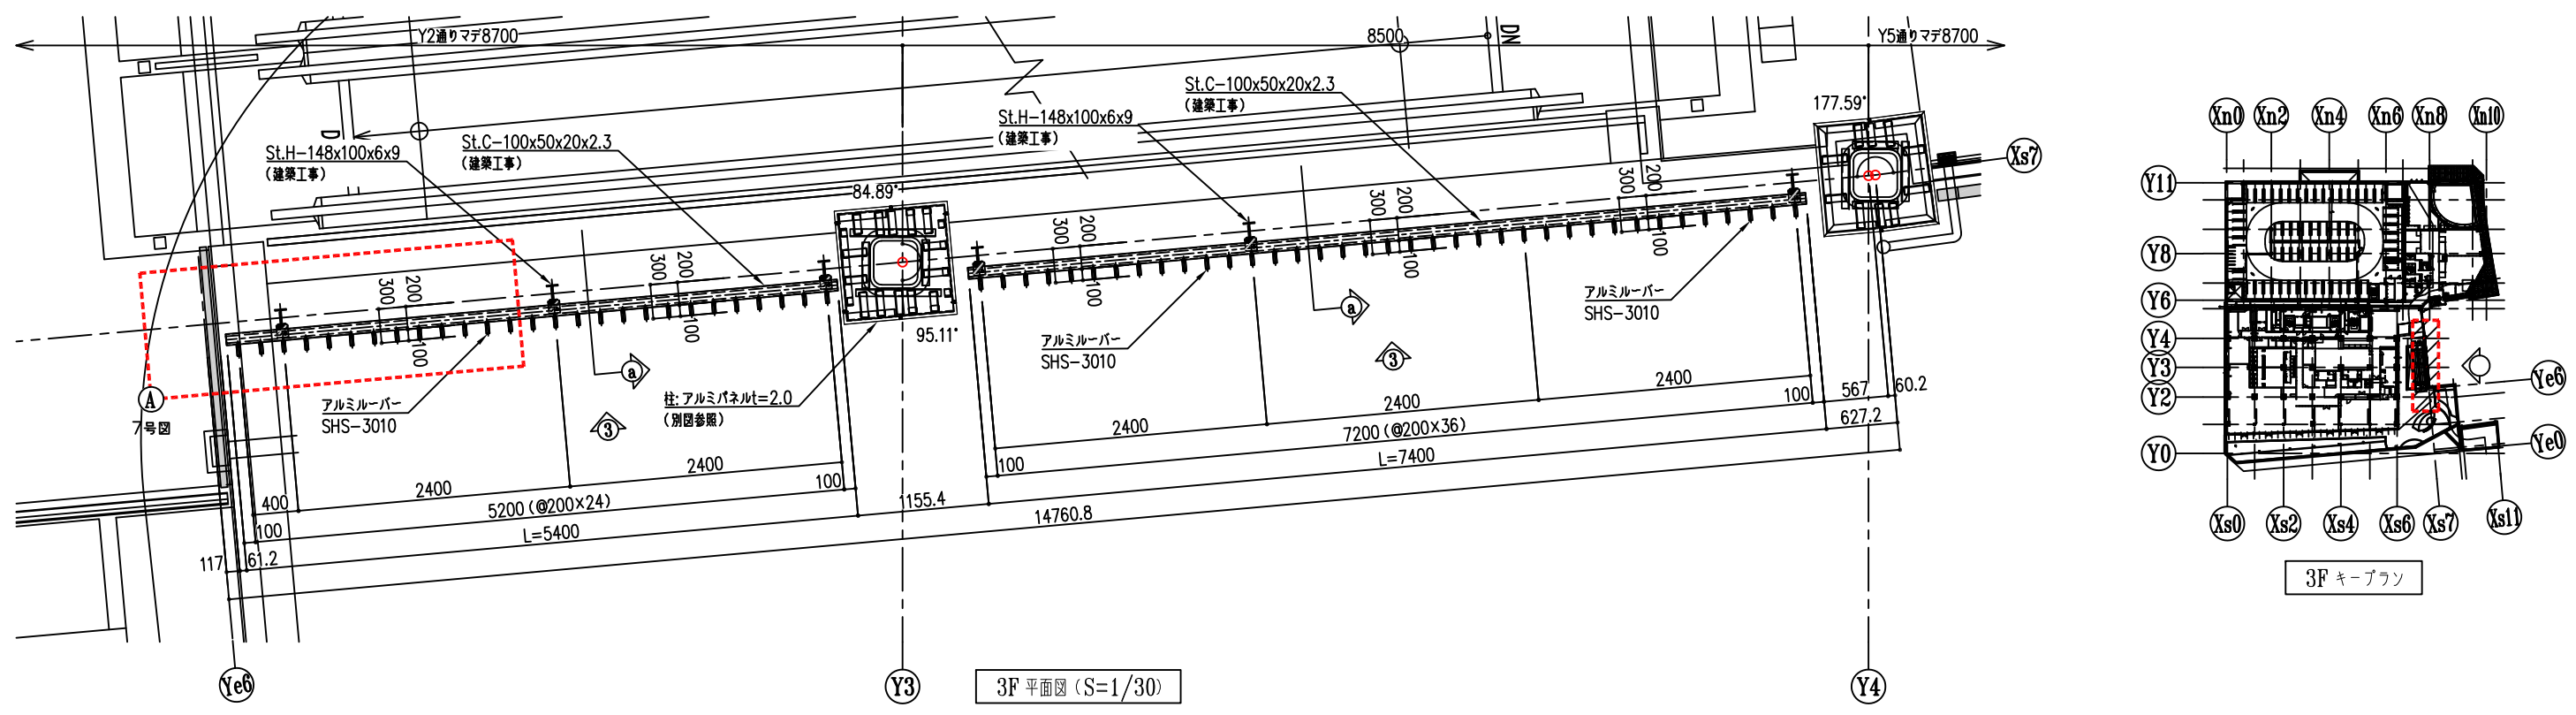 Y2通りマデ8700
8500
Y5通りマデ8700
DN
D
St.H-148x100x6x9
(建築工事)
St.C-100x50x20x2.3
(建築工事)
St.H-148x100x6x9
(建築工事)
St.C-100x50x20x2.3
(建築工事)
177.59°
Xs7
84.89°
95.11°
300
200
100
300
200
100
300
200
100
300
200
100
300
200
100
A
7号図
アルミルーバー
SHS-3010
a
3
柱:アルミパネルt=2.0
(別図参照)
アルミルーバー
SHS-3010
a
3
アルミルーバー
SHS-3010
400
2400
2400
100
5200(@200×24)
100
L=5400
117
61.2
1155.4
14760.8
2400
2400
2400
100
7200(@200×36)
100
L=7400
567
60.2
627.2
Ye6
Y3
Y4
3F 平面図(S=1/30)
Xn0
Xn2
Xn4
Xn6
Xn8
Xn10
Y11
Y8
Y6
Y4
Y3
Y2
Y0
Ye6
Ye0
Xs0
Xs2
Xs4
Xs6
Xs7
Xs11
3F キープラン